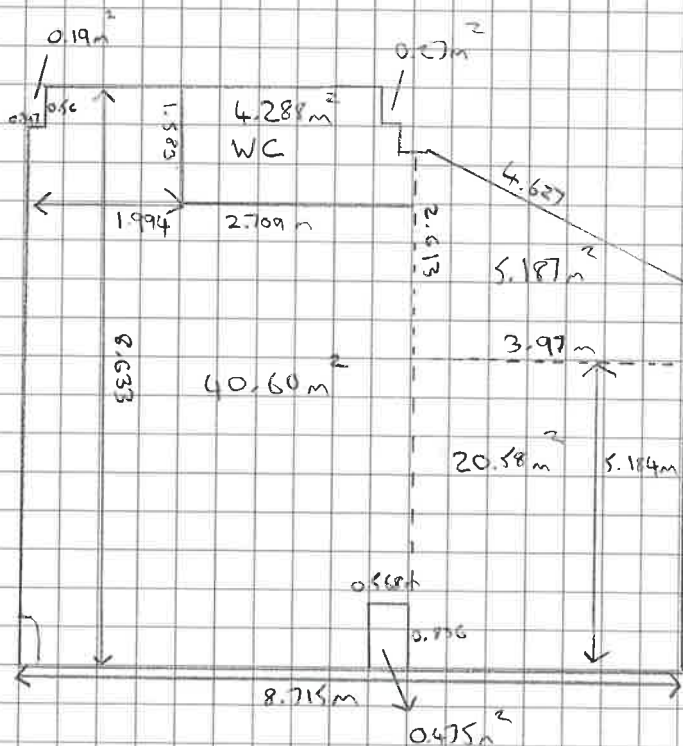 0.19m²
0.27m²
0.56
1.583
4.288m²
WC
4.627
1.994
2.709m
2.613
5.187m²
3.97m
8.633
40.60m²
20.58m²
5.184m
0.568
0.836
8.715m
0.475m²